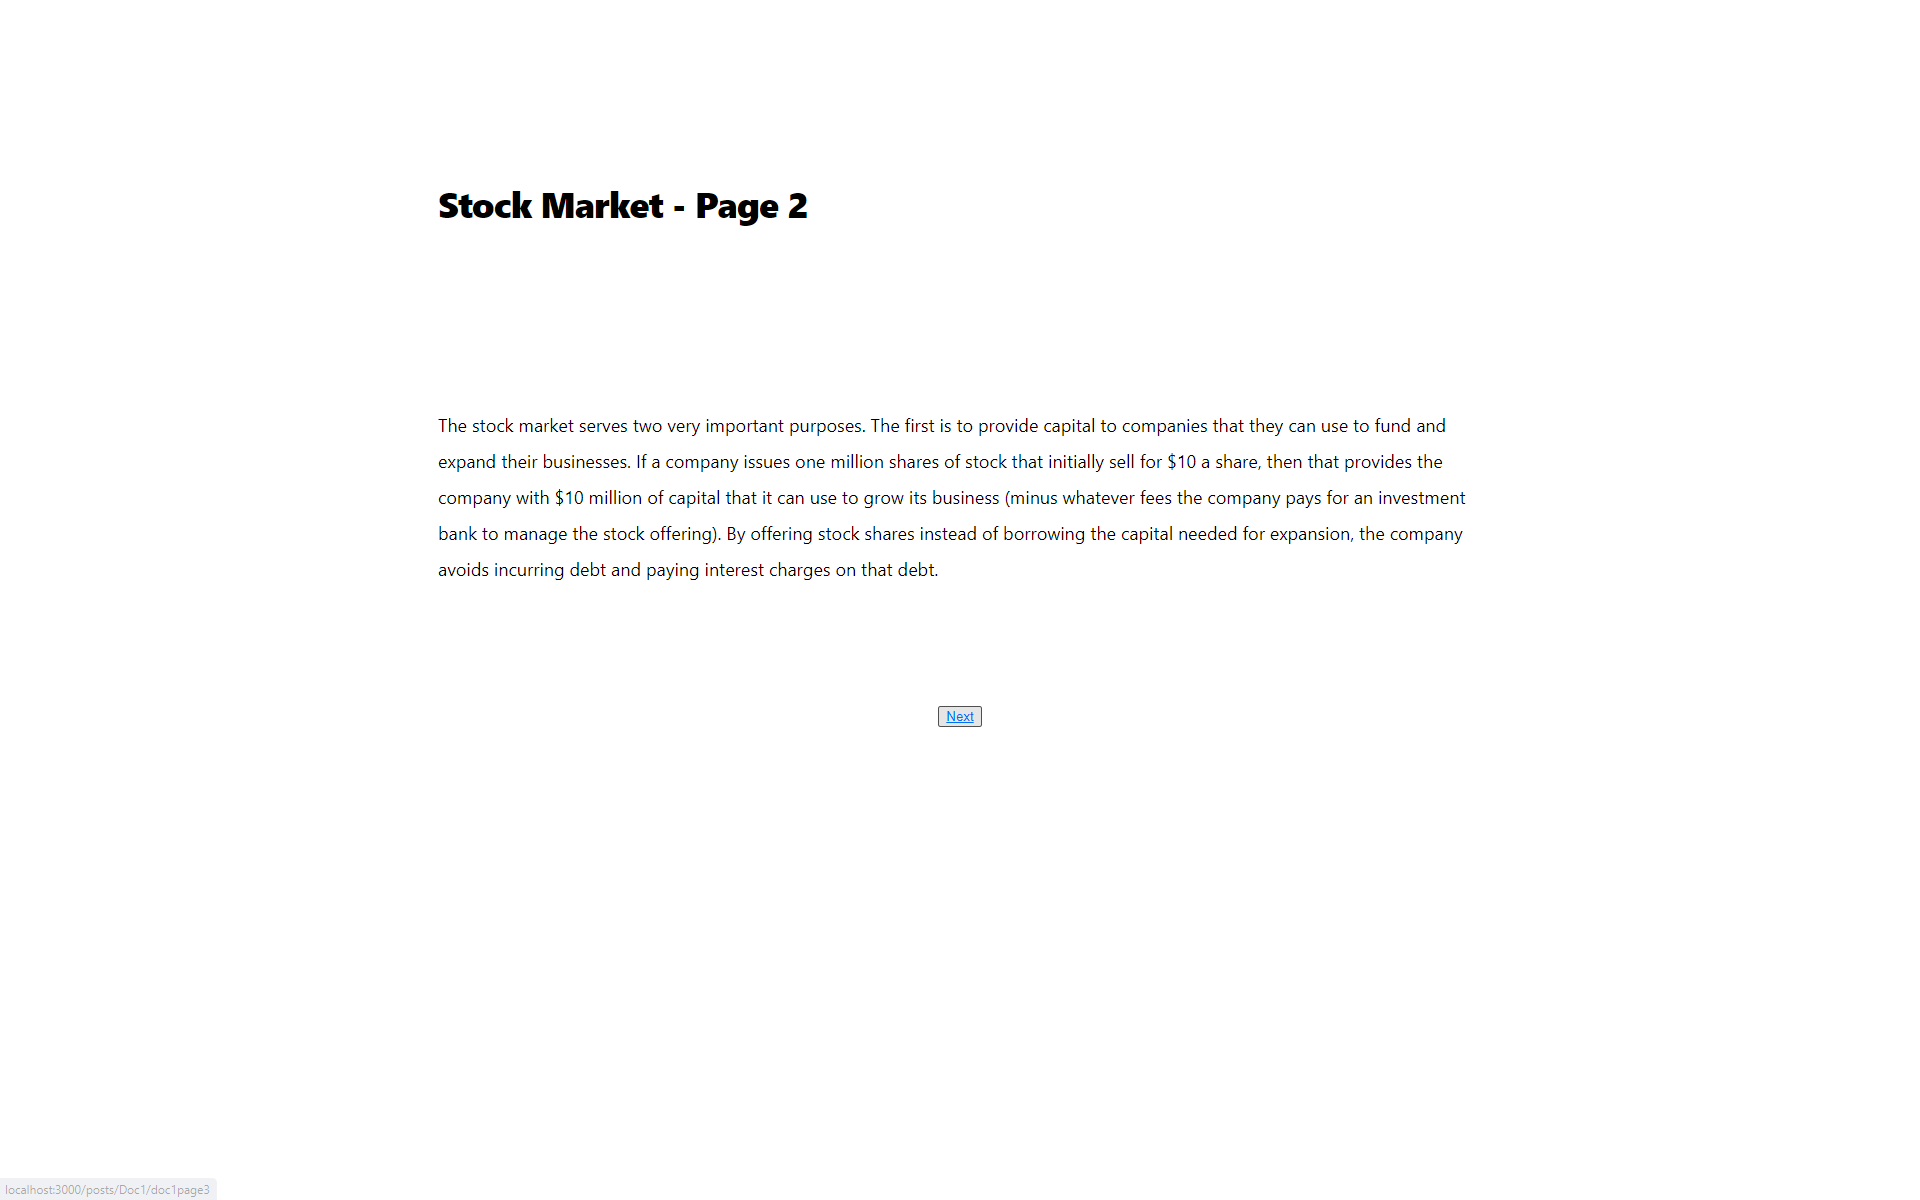 Stock Market - Page 2
The stock market serves two very important purposes. The first is to provide capital to companies that they can use to fund and
expand their businesses. If a company issues one million shares of stock that initially sell for $10 a share, then that provides the
company with $10 million of capital that it can use to grow its business (minus whatever fees the company pays for an investment
bank to manage the stock offering). By offering stock shares instead of borrowing the capital needed for expansion, the company
avoids incurring debt and paying interest charges on that debt.
Next
localhost:3000/posts/Doc1/doc1page3